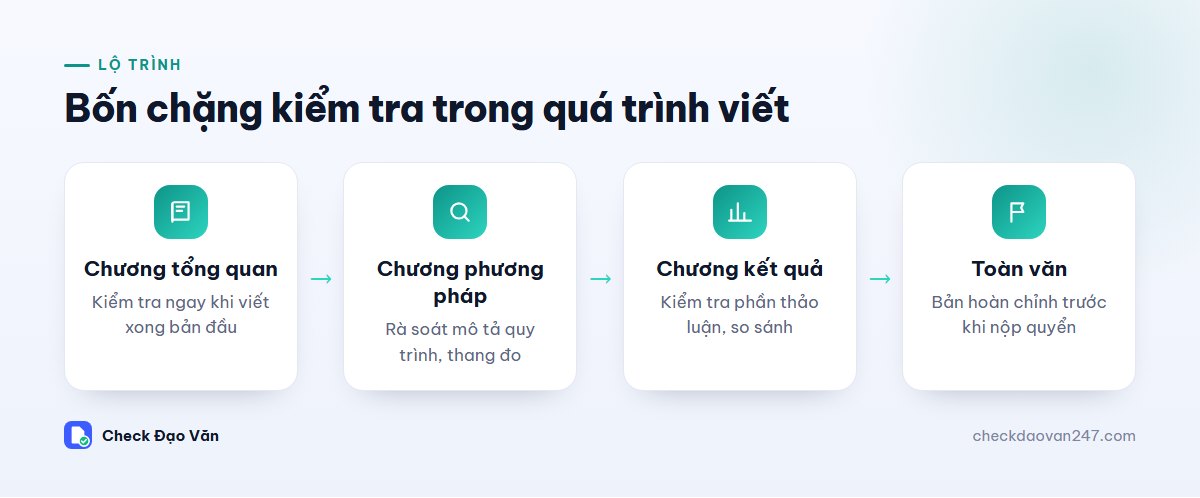 LỘ TRÌNH
Bốn chặng kiểm tra trong quá trình viết
Chương tổng quan
Kiểm tra ngay khi viết
xong bản đầu
Chương phương
pháp
Rà soát mô tả quy
trình, thang đo
Chương kết quả
Kiểm tra phần thảo
luận, so sánh
Toàn văn
Bản hoàn chỉnh trước
khi nộp quyển
Check Đạo Văn
checkdaovan247.com